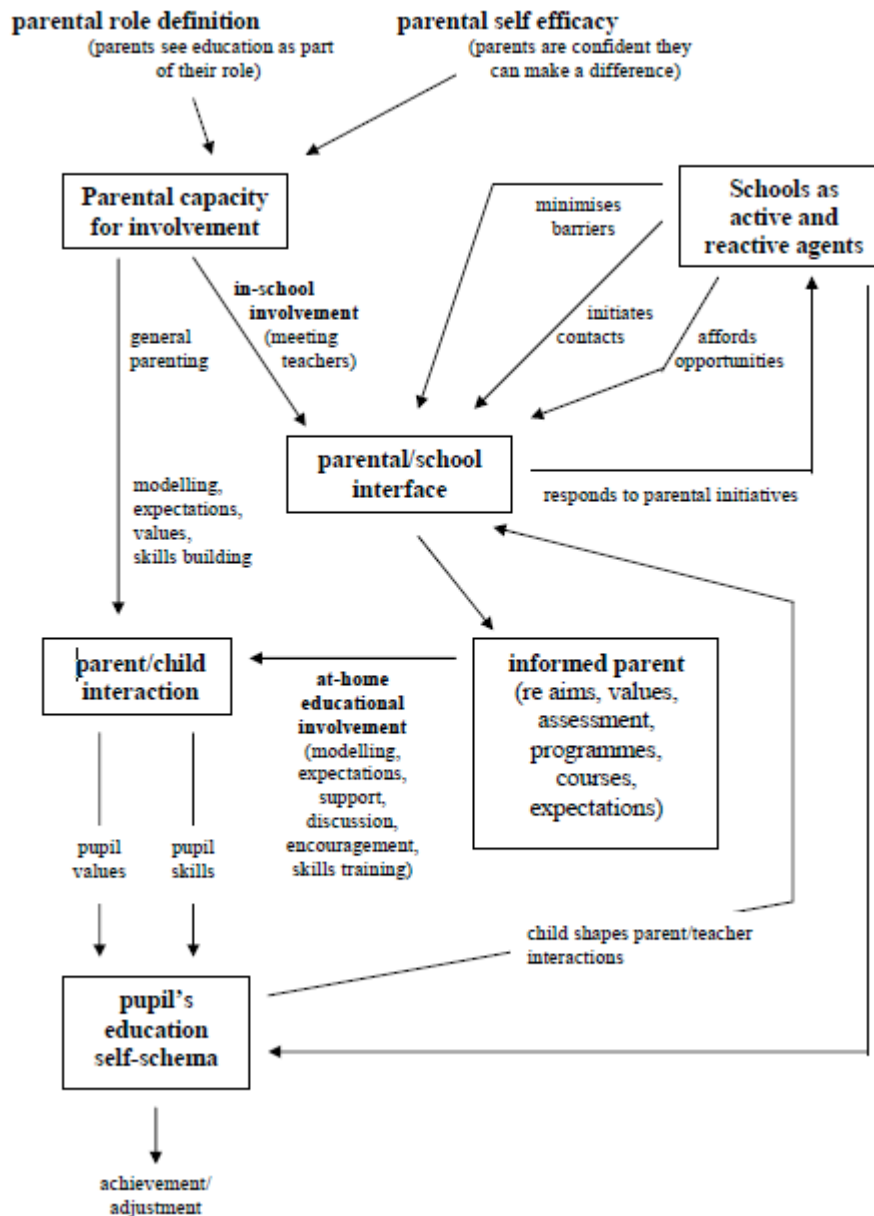 parental role definition
(parents see education as part
of their role)
parental self efficacy
(parents are confident they
can make a difference)
Parental capacity
for involvement
Schools as
active and
reactive agents
minimises
barriers
in-school
involvement
(meeting
teachers)
initiates
contacts
affords
opportunities
general
parenting
parental/school
interface
responds to parental initiatives
modelling,
expectations,
values,
skills building
parent/child
interaction
at-home
educational
involvement
(modelling,
expectations,
support,
discussion,
encouragement,
skills training)
informed parent
(re aims, values,
assessment,
programmes,
courses,
expectations)
pupil
values
pupil
skills
child shapes parent/teacher
interactions
pupil's
education
self-schema
achievement/
adjustment